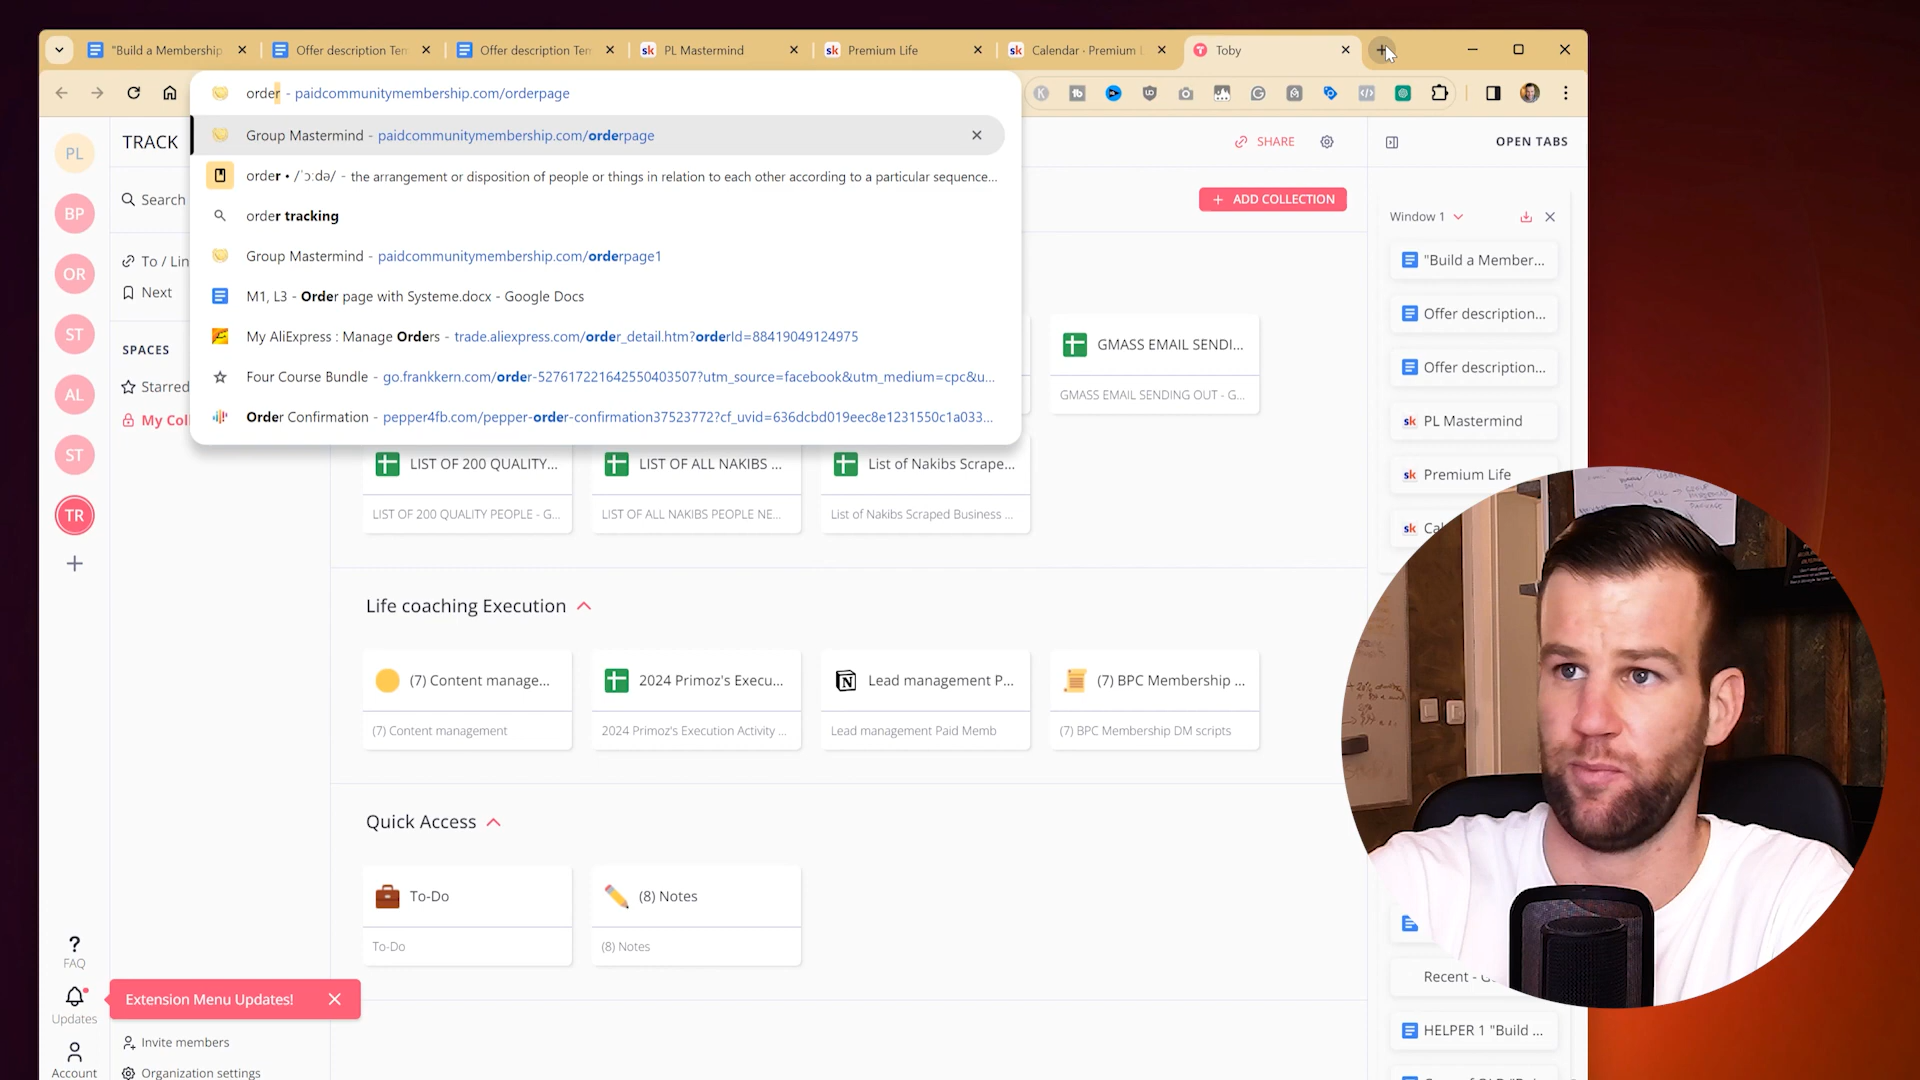 "Build a Membership
Offer description Tem
Offer description Tem
PL Mastermind
Premium Life
Calendar · Premium L
Toby
order - paidcommunitymembership.com/orderpage
Group Mastermind - paidcommunitymembership.com/orderpage
order • /ˈɔːdə/ - the arrangement or disposition of people or things in relation to each other according to a particular sequence...
order tracking
Group Mastermind - paidcommunitymembership.com/orderpage1
M1, L3 - Order page with Systeme.docx - Google Docs
My AliExpress : Manage Orders - trade.aliexpress.com/order_detail.htm?orderId=88419049124975
Four Course Bundle - go.frankkern.com/order-52761722164255040350​7?utm_source=facebook&utm_medium=cpc&u...
Order Confirmation - pepper4fb.com/pepper-order-confirmation37523772?cf_uvid=636dcbd019eec8e1231550c1a033...
PL
BP
OR
ST
AL
ST
TR
FAQ
Updates
Account
TRACK
Search
To / Lin
Next
SPACES
Starred
My Coll
Extension Menu Updates!
Invite members
Organization settings
SHARE
ADD COLLECTION
GMASS EMAIL SENDI...
GMASS EMAIL SENDING OUT - G...
LIST OF 200 QUALITY...
LIST OF 200 QUALITY PEOPLE - G...
LIST OF ALL NAKIBS ...
LIST OF ALL NAKIBS PEOPLE NE...
List of Nakibs Scrape...
List of Nakibs Scraped Business ...
Life coaching Execution
(7) Content manage...
(7) Content management
2024 Primoz's Execu...
2024 Primoz's Execution Activity ...
Lead management P...
Lead management Paid Memb
(7) BPC Membership ...
(7) BPC Membership DM scripts
Quick Access
To-Do
To-Do
(8) Notes
(8) Notes
OPEN TABS
Window 1
"Build a Member...
Offer description...
Offer description...
PL Mastermind
Premium Life
Cal
Recent - G
HELPER 1 "Build ...